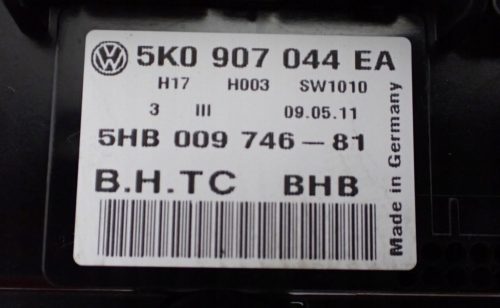 5K0 907 044 EA
H17 H003 SW1010
3 III 09.05.11
5HB 009 746-81
B.H.TC BHB
Made in Germany